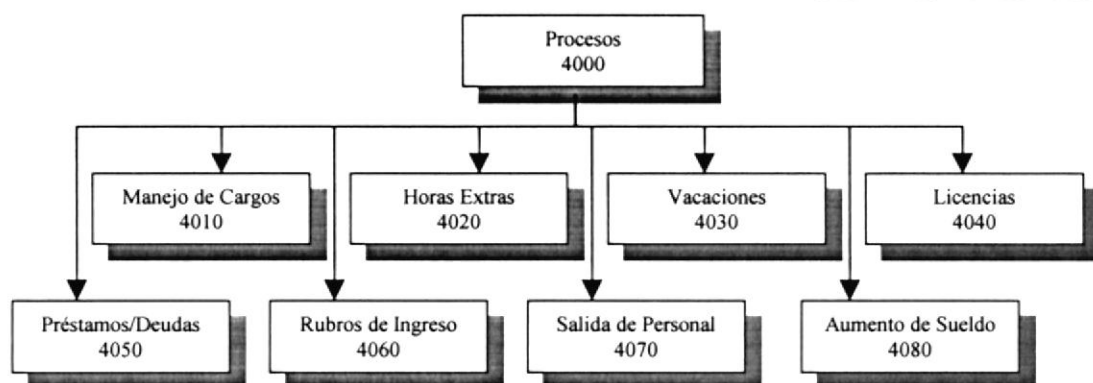 Procesos
4000
Manejo de Cargos
4010
Horas Extras
4020
Vacaciones
4030
Licencias
4040
Préstamos/Deudas
4050
Rubros de Ingreso
4060
Salida de Personal
4070
Aumento de Sueldo
4080